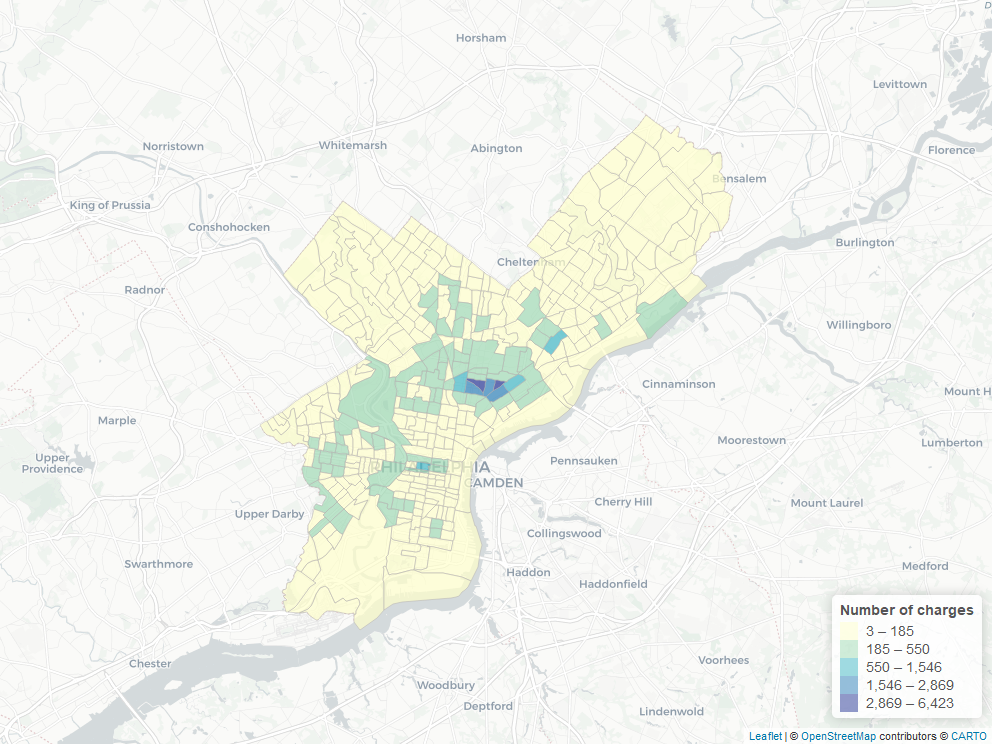 Horsham
Levittown
Norristown
Whitemarsh
Abington
Florence
Bensalem
King of Prussia
Conshohocken
Burlington
Cheltenham
Radnor
Willingboro
Cinnaminson
Mount H
Marple
Moorestown
Lumberton
Upper
Providence
Pennsauken
PHILADELPHIA
CAMDEN
Cherry Hill
Mount Laurel
Upper Darby
Collingswood
Swarthmore
Haddon
Haddonfield
Medford
Number of charges
3 – 185
185 – 550
550 – 1,546
1,546 – 2,869
2,869 – 6,423
Chester
Voorhees
Woodbury
Deptford
Lindenwold
Leaflet | © OpenStreetMap contributors © CARTO